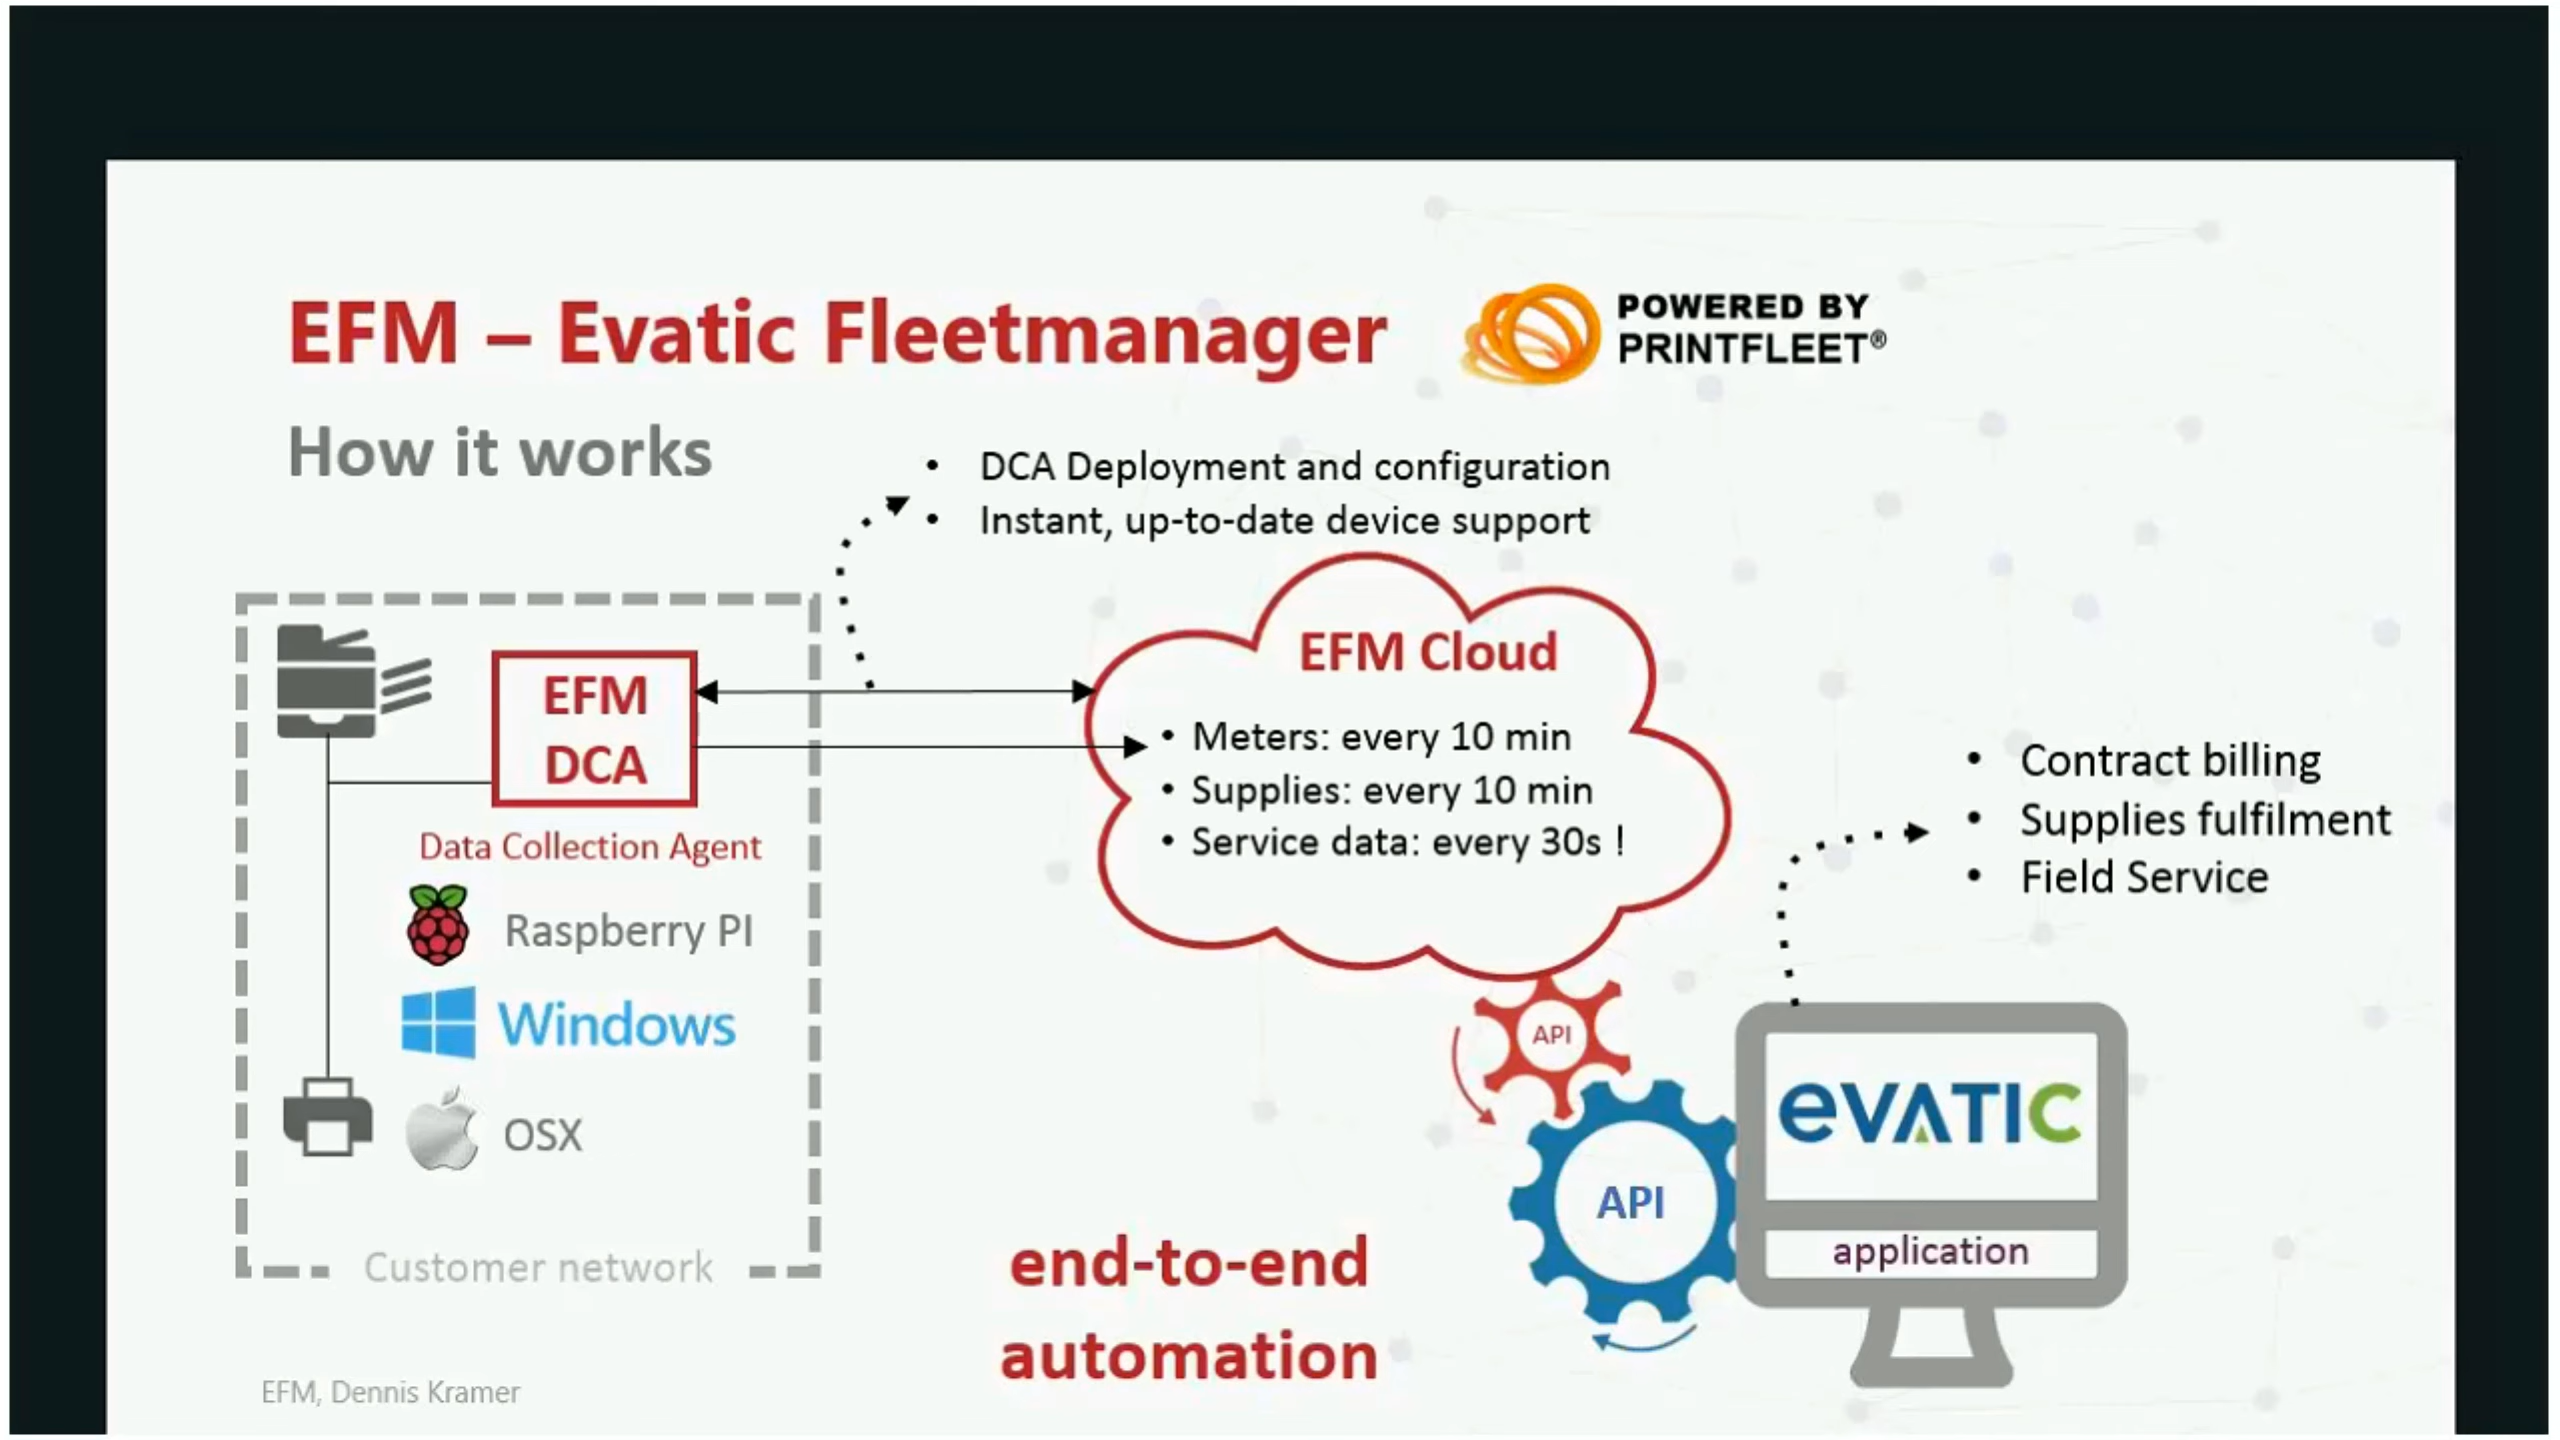 EFM – Evatic Fleetmanager
POWERED BY
PRINTFLEET®
How it works
• DCA Deployment and configuration
• Instant, up-to-date device support
EFM
DCA
Data Collection Agent
Raspberry PI
Windows
OSX
Customer network
EFM Cloud
• Meters: every 10 min
• Supplies: every 10 min
• Service data: every 30s !
• Contract billing
• Supplies fulfilment
• Field Service
API
API
eVATIC
application
end-to-end
automation
EFM, Dennis Kramer